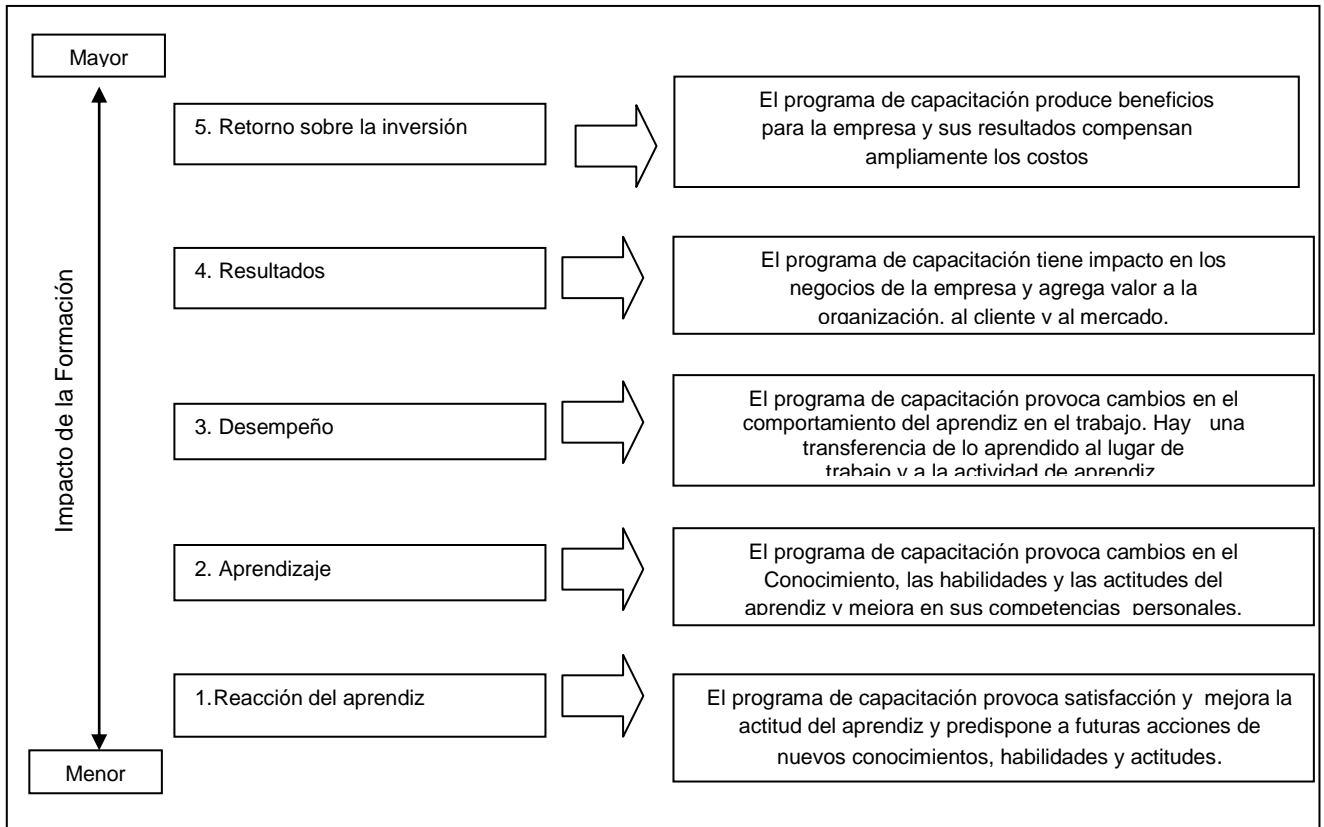 Mayor
5. Retorno sobre la inversión
El programa de capacitación produce beneficios
para la empresa y sus resultados compensan
ampliamente los costos
4. Resultados
El programa de capacitación tiene impacto en los
negocios de la empresa y agrega valor a la
organización, al cliente y al mercado.
Impacto de la Formación
3. Desempeño
El programa de capacitación provoca cambios en el
comportamiento del aprendiz en el trabajo. Hay una
transferencia de lo aprendido al lugar de
trabajo y a la actividad de aprendiz
2. Aprendizaje
El programa de capacitación provoca cambios en el
Conocimiento, las habilidades y las actitudes del
aprendiz y mejora en sus competencias personales.
1.Reacción del aprendiz
El programa de capacitación provoca satisfacción y mejora la
actitud del aprendiz y predispone a futuras acciones de
nuevos conocimientos, habilidades y actitudes.
Menor